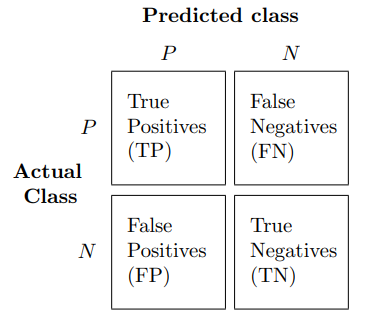 Predicted class
P N
True
Positives
(TP)
False
Negatives
(FN)
P
Actual
Class
N
False
Positives
(FP)
True
Negatives
(TN)